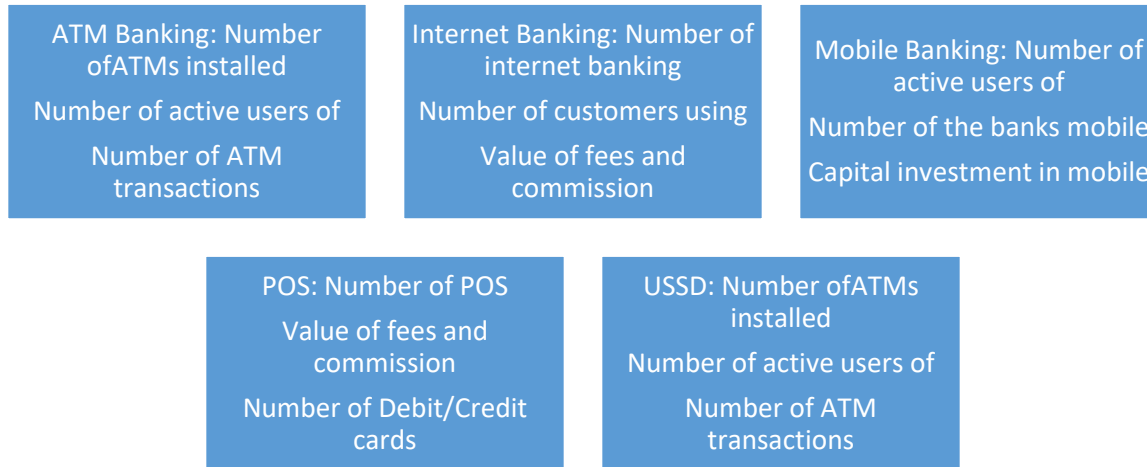 ATM Banking: Number
ofATMs installed
Number of active users of
Number of ATM
transactions
Internet Banking: Number of
internet banking
Number of customers using
Value of fees and
commission
Mobile Banking: Number of
active users of
Number of the banks mobile
Capital investment in mobile
POS: Number of POS
Value of fees and
commission
Number of Debit/Credit
cards
USSD: Number ofATMs
installed
Number of active users of
Number of ATM
transactions